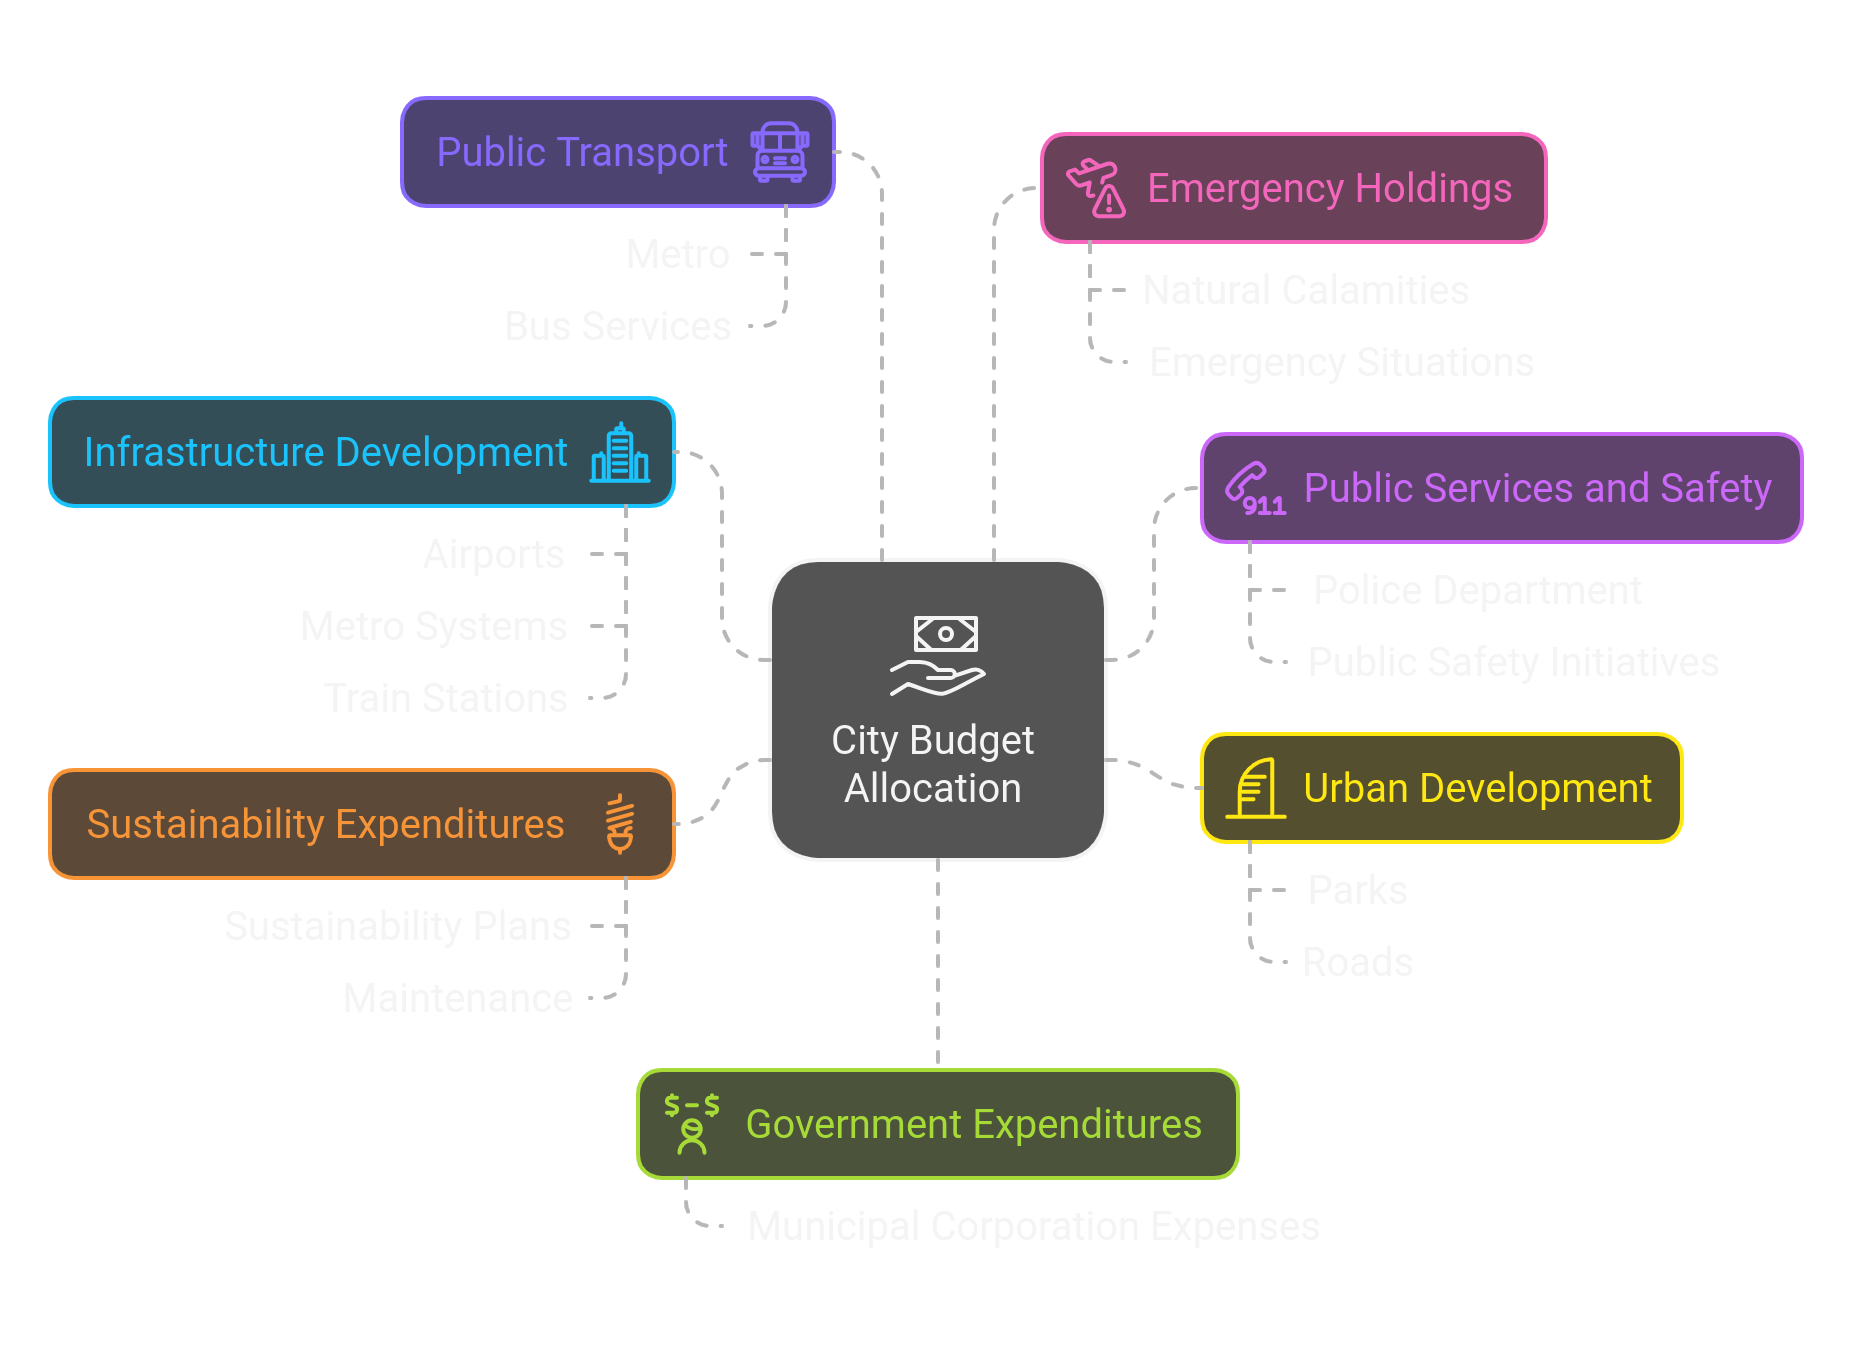 Public Transport
Metro
Bus Services
Infrastructure Development
Airports
Metro Systems
Train Stations
Sustainability Expenditures
Sustainability Plans
Maintenance
City Budget
Allocation
Emergency Holdings
Natural Calamities
Emergency Situations
911
Public Services and Safety
Police Department
Public Safety Initiatives
Urban Development
Parks
Roads
$ - $
Government Expenditures
Municipal Corporation Expenses